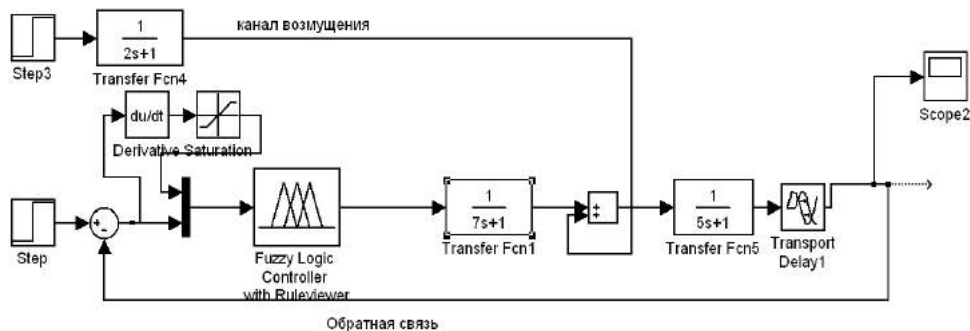 канал возмущения
1
2s+1
Step3
Transfer Fcn4
Scope2
du/dt
Derivative Saturation
1
7s+1
1
5s+1
Step
Transfer Fcn1
Transfer Fcn5
Transport
Delay1
Fuzzy Logic
Controller
with Ruleviewer
Обратная связь